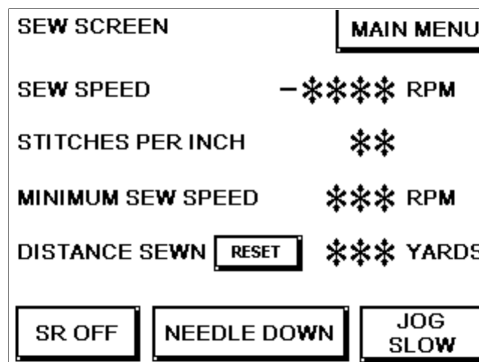 SEW SCREEN MAIN MENU
SEW SPEED -**** RPM
STITCHES PER INCH **
MINIMUM SEW SPEED *** RPM
DISTANCE SEWN RESET *** YARDS
SR OFF NEEDLE DOWN JOG
SLOW